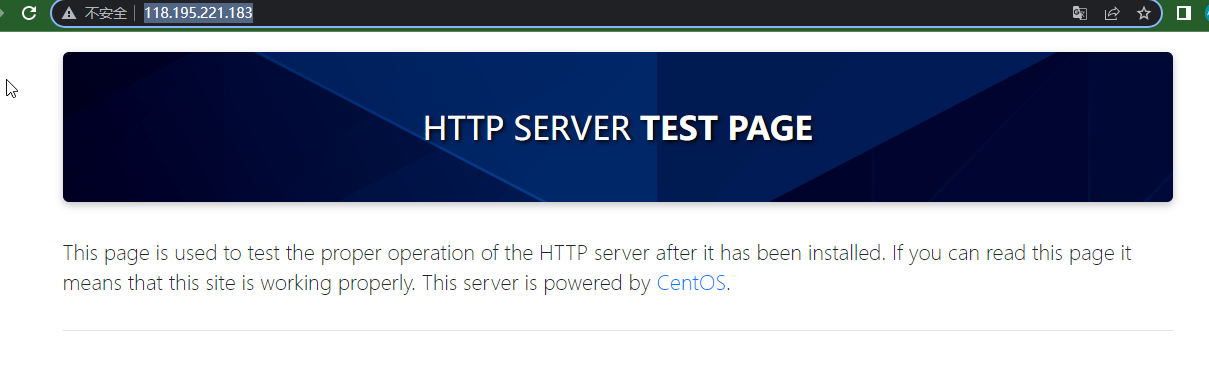 不安全 118.195.221.183
HTTP SERVER TEST PAGE
This page is used to test the proper operation of the HTTP server after it has been installed. If you can read this page it
means that this site is working properly. This server is powered by CentOS.